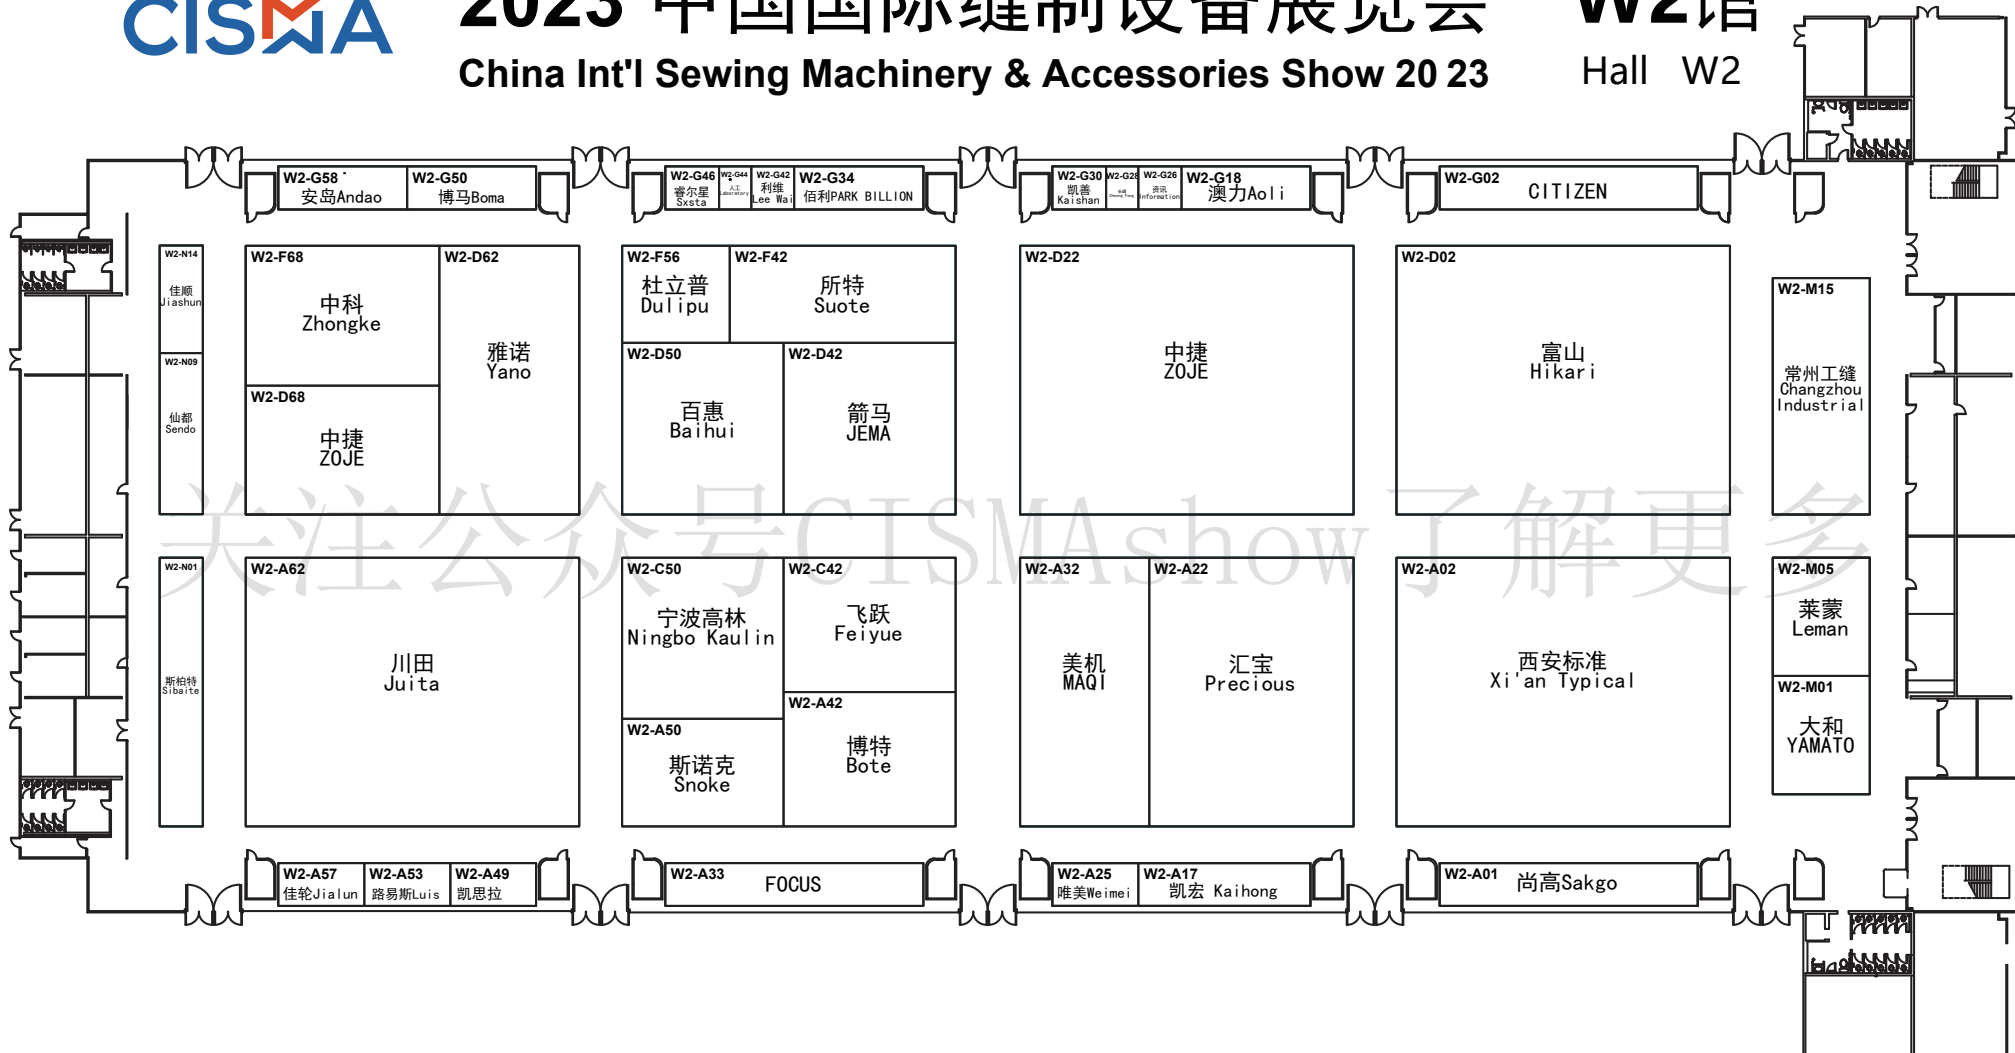 CISMA
2023 中国国际缝制设备展览会
W2馆
China Int'l Sewing Machinery & Accessories Show 20 23
Hall W2
W2-G58
安岛Andao
W2-G50
博马Boma
W2-G46
睿尔星
Sxsta
W2-G44
人工
Laboratory
W2-G42
利维
Lee Wai
W2-G34
佰利PARK BILLION
W2-G30
凯善
Kaishan
W2-G28
W2-G26
资讯
Information
W2-G18
澳力Aoli
W2-G02
CITIZEN
W2-N14
佳顺
Jiashun
W2-N09
仙都
Sendo
W2-F68
中科
Zhongke
W2-D62
雅诺
Yano
W2-D68
中捷
ZOJE
W2-F56
杜立普
Dulipu
W2-F42
所特
Suote
W2-D50
百惠
Baihui
W2-D42
箭马
JEMA
W2-D22
中捷
ZOJE
W2-D02
富山
Hikari
W2-M15
常州工缝
Changzhou
Industrial
关注公众号CISMAshow了解更多
W2-N01
斯柏特
Sibaite
W2-A62
川田
Juita
W2-C50
宁波高林
Ningbo Kaulin
W2-C42
飞跃
Feiyue
W2-A50
斯诺克
Snoke
W2-A42
博特
Bote
W2-A32
美机
MAQI
W2-A22
汇宝
Precious
W2-A02
西安标准
Xi'an Typical
W2-M05
莱蒙
Leman
W2-M01
大和
YAMATO
W2-A57
佳轮Jialun
W2-A53
路易斯Luis
W2-A49
凯思拉
W2-A33
FOCUS
W2-A25
唯美Weimei
W2-A17
凯宏 Kaihong
W2-A01
尚高Sakgo